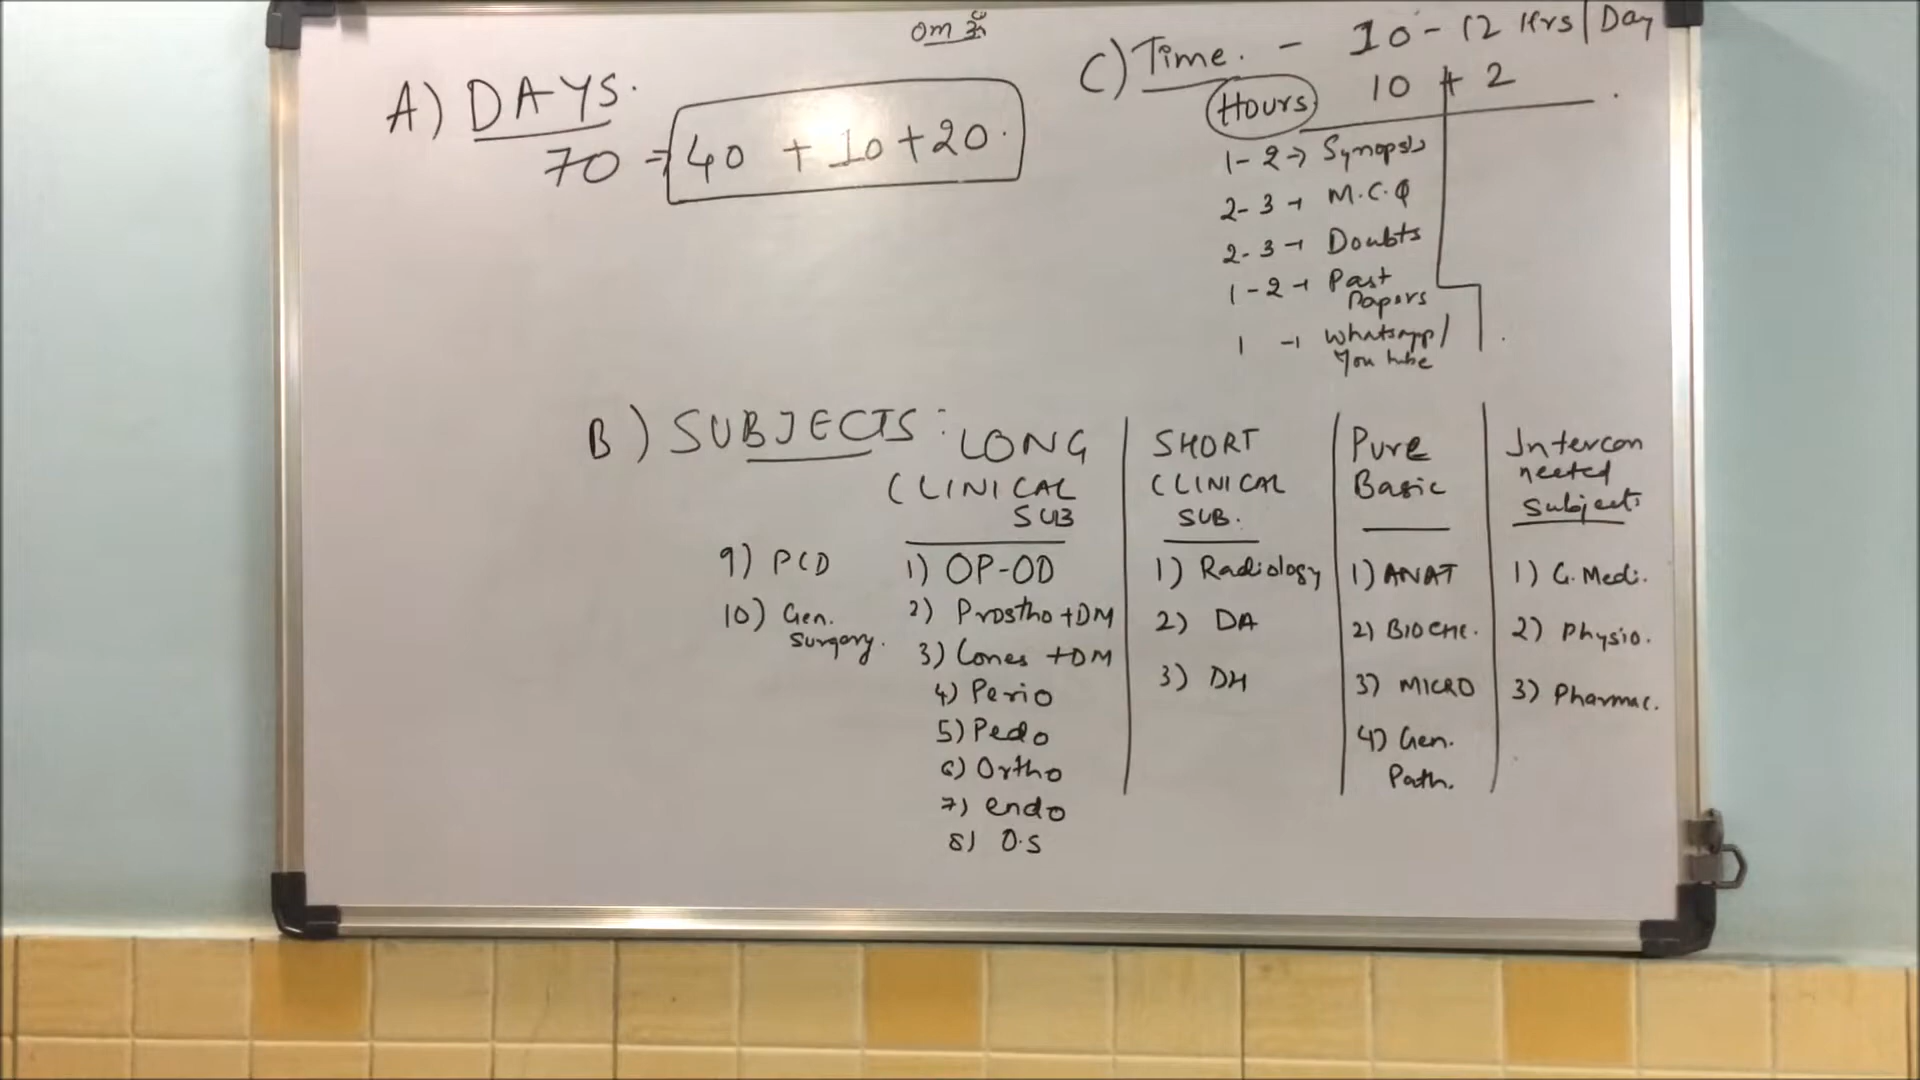 om ॐ
A) DAYS.
70 → 40 + 10 + 20.
C) Time. - 10 - 12 Hrs | Day
Hours 10 + 2
1 - 2 → Synopsis
2 - 3 → M.C.Q
2 - 3 → Doubts
1 - 2 → Past
Papers
1 → Whatsapp/
You tube
B) SUBJECTS:
LONG
CLINICAL
SUB
1) OP-OD
2) Prostho + DM
3) Cones + DM
4) Perio
5) Pedo
6) Ortho
7) endo
8) O.S
9) PCD
10) Gen.
Surgery.
SHORT
CLINICAL
SUB.
1) Radiology
2) DA
3) DH
Pure
Basic
1) ANAT
2) BIOCHE.
3) MICRO
4) Gen.
Path.
Intercon
nected
Subjects
1) G. Medi.
2) Physio.
3) Pharmac.